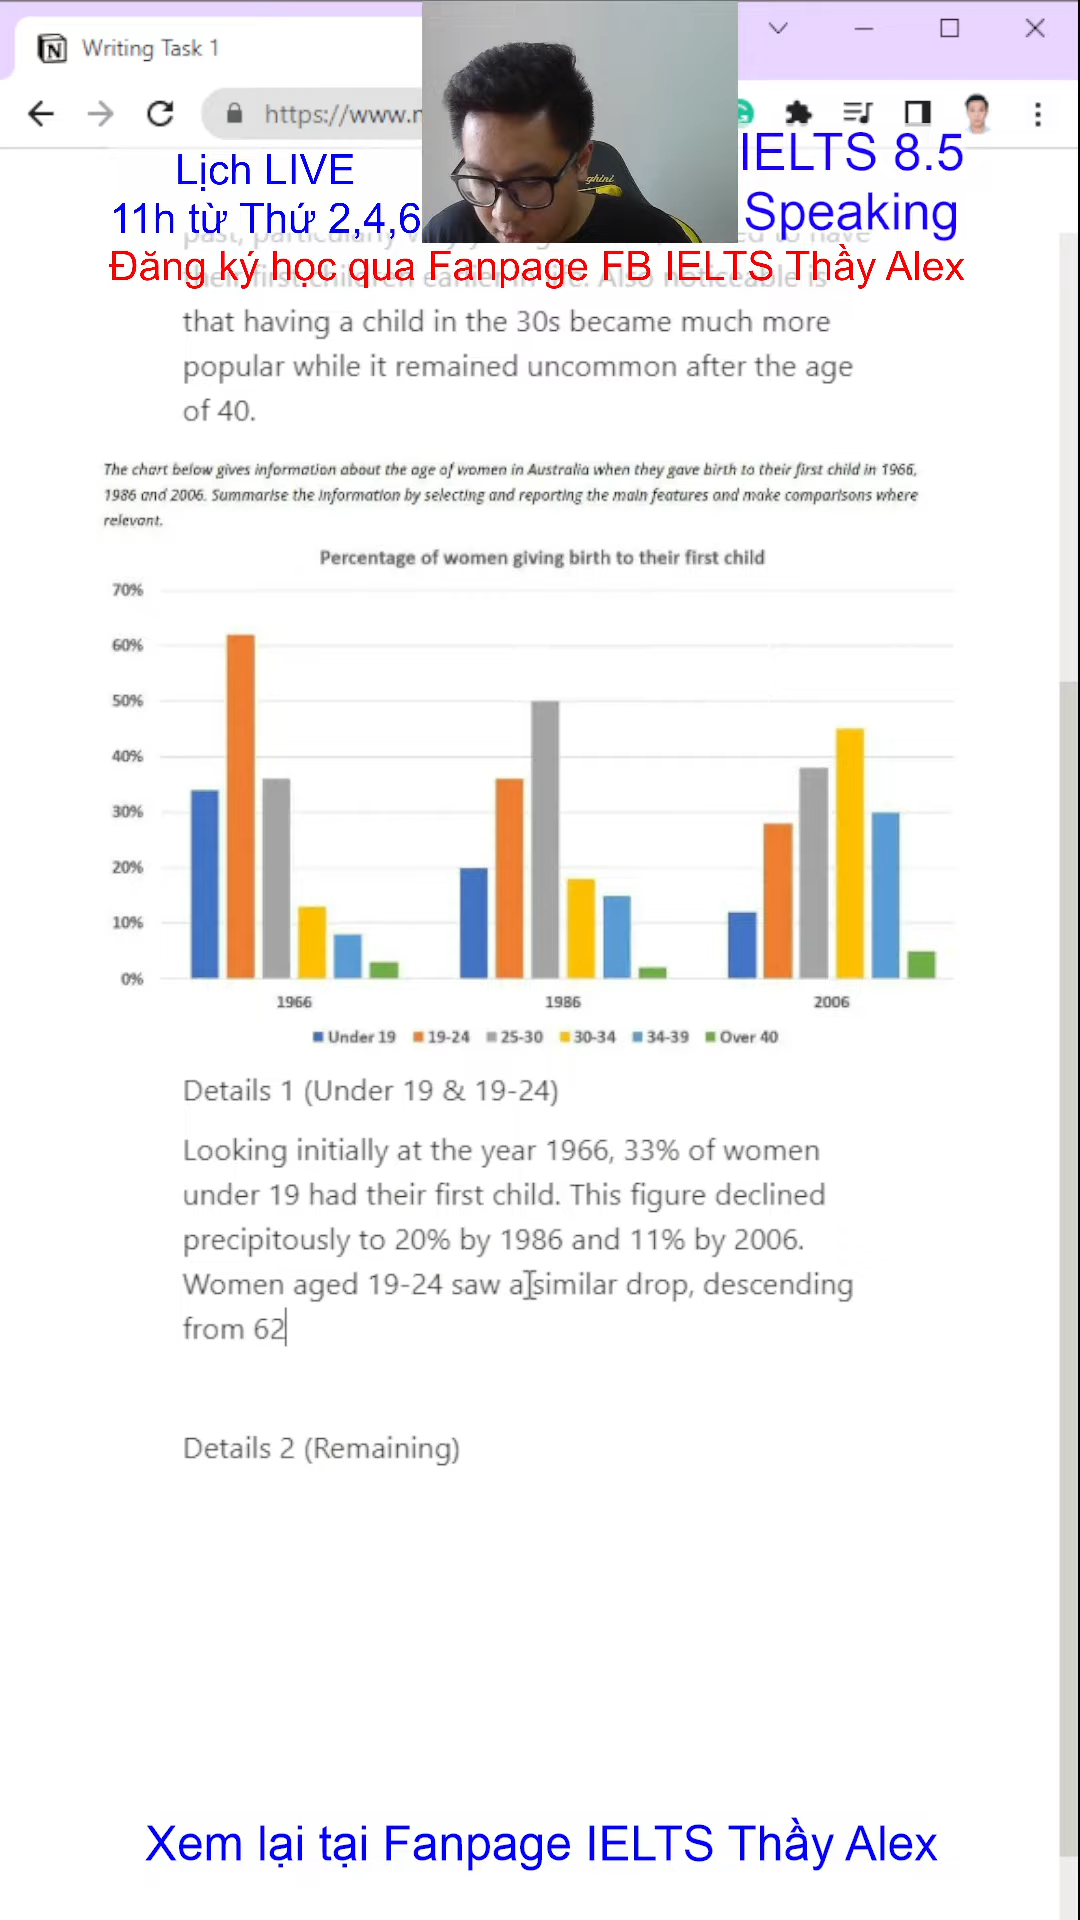 Writing Task 1
https://www.n
Lịch LIVE
11h từ Thứ 2,4,6
IELTS 8.5
Speaking
Đăng ký học qua Fanpage FB IELTS Thầy Alex
that having a child in the 30s became much more
popular while it remained uncommon after the age
of 40.
The chart below gives information about the age of women in Australia when they gave birth to their first child in 1966,
1986 and 2006. Summarise the information by selecting and reporting the main features and make comparisons where
relevant.
Percentage of women giving birth to their first child
70%
60%
50%
40%
30%
20%
10%
0%
1966 1986 2006
Under 19 19-24 25-30 30-34 34-39 Over 40
Details 1 (Under 19 & 19-24)
Looking initially at the year 1966, 33% of women
under 19 had their first child. This figure declined
precipitously to 20% by 1986 and 11% by 2006.
Women aged 19-24 saw a similar drop, descending
from 62
Details 2 (Remaining)
Xem lại tại Fanpage IELTS Thầy Alex